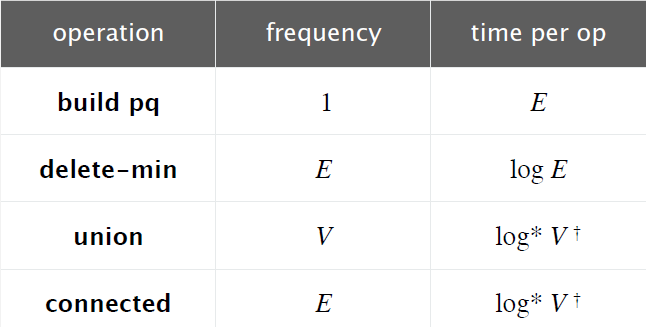 operation frequency time per op
build pq 1 E
delete-min E log E
union V log* V †
connected E log* V †